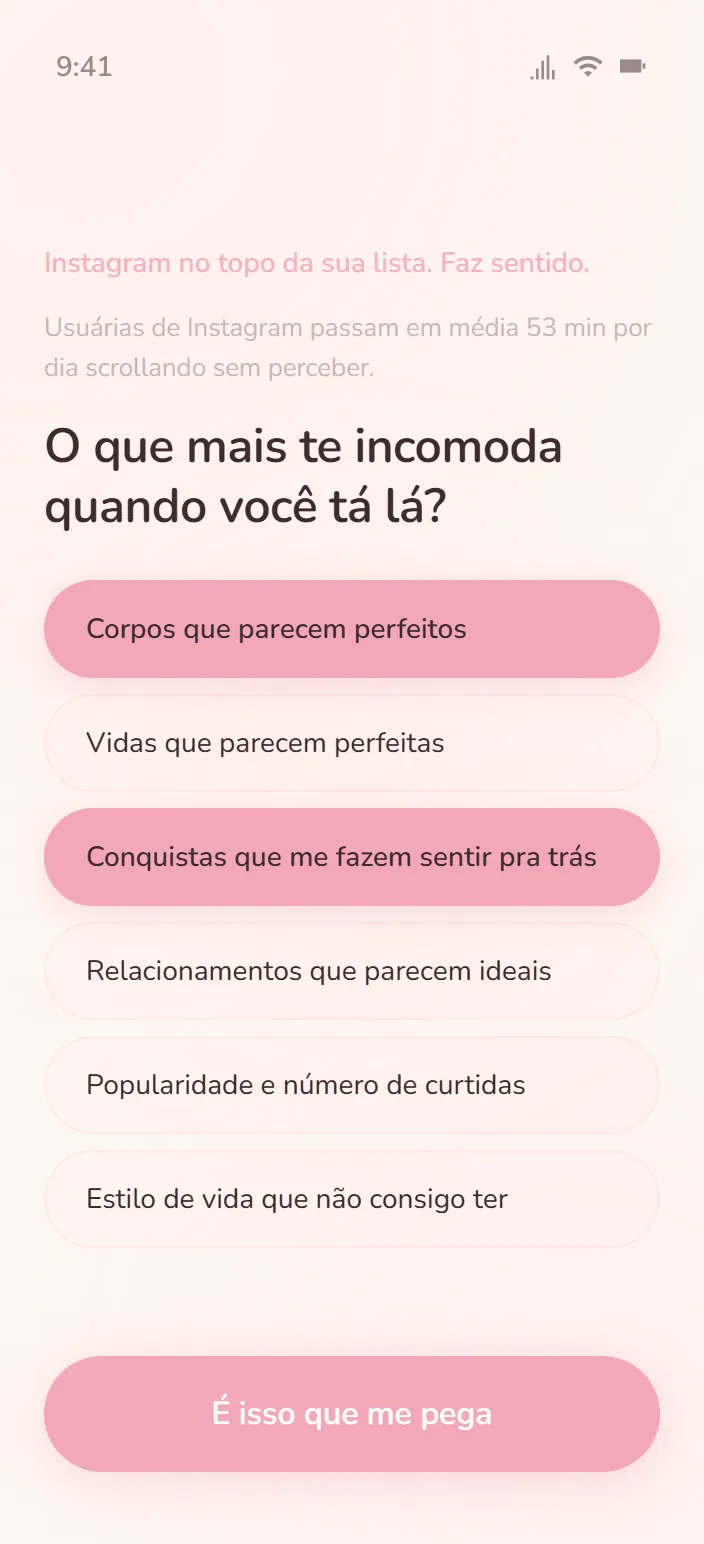 9:41
Instagram no topo da sua lista. Faz sentido.
Usuárias de Instagram passam em média 53 min por
dia scrollando sem perceber.
O que mais te incomoda
quando você tá lá?
Corpos que parecem perfeitos
Vidas que parecem perfeitas
Conquistas que me fazem sentir pra trás
Relacionamentos que parecem ideais
Popularidade e número de curtidas
Estilo de vida que não consigo ter
É isso que me pega